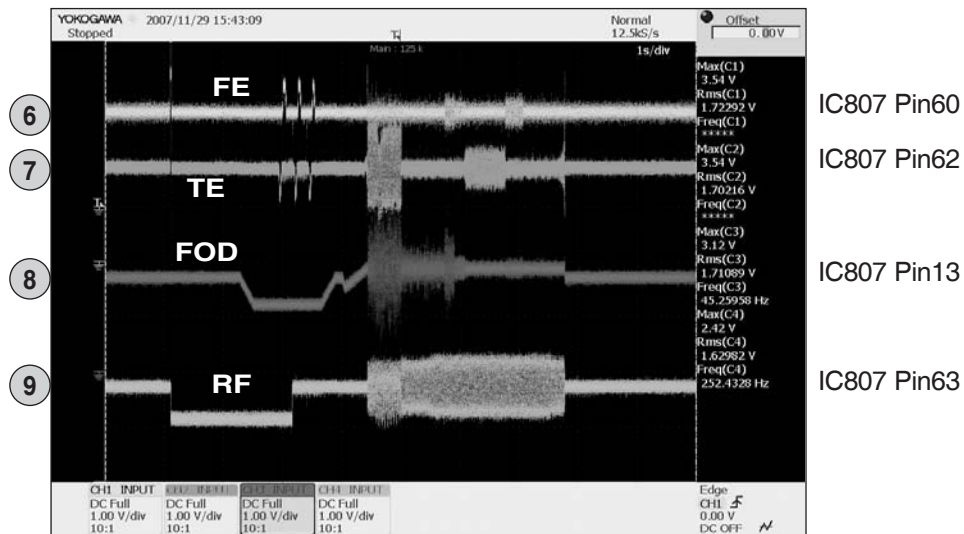 YOKOGAWA 2007/11/29 15:43:09
Stopped
Normal
12.5kS/s
Offset
0.00V
Main : 125 k
1s/div
FE
TE
FOD
RF
6
7
8
9
Max(C1)
3.54 V
Rms(C1)
1.72292 V
Freq(C1)
*****
Max(C2)
3.54 V
Rms(C2)
1.70216 V
Freq(C2)
*****
Max(C3)
3.12 V
Rms(C3)
1.71089 V
Freq(C3)
45.25958 Hz
Max(C4)
2.42 V
Rms(C4)
1.62982 V
Freq(C4)
252.4328 Hz
IC807 Pin60
IC807 Pin62
IC807 Pin13
IC807 Pin63
CH1 INPUT
DC Full
1.00 V/div
10:1
CH2 INPUT
DC Full
1.00 V/div
10:1
CH3 INPUT
DC Full
1.00 V/div
10:1
CH4 INPUT
DC Full
1.00 V/div
10:1
Edge
CH1
0.00 V
DC OFF